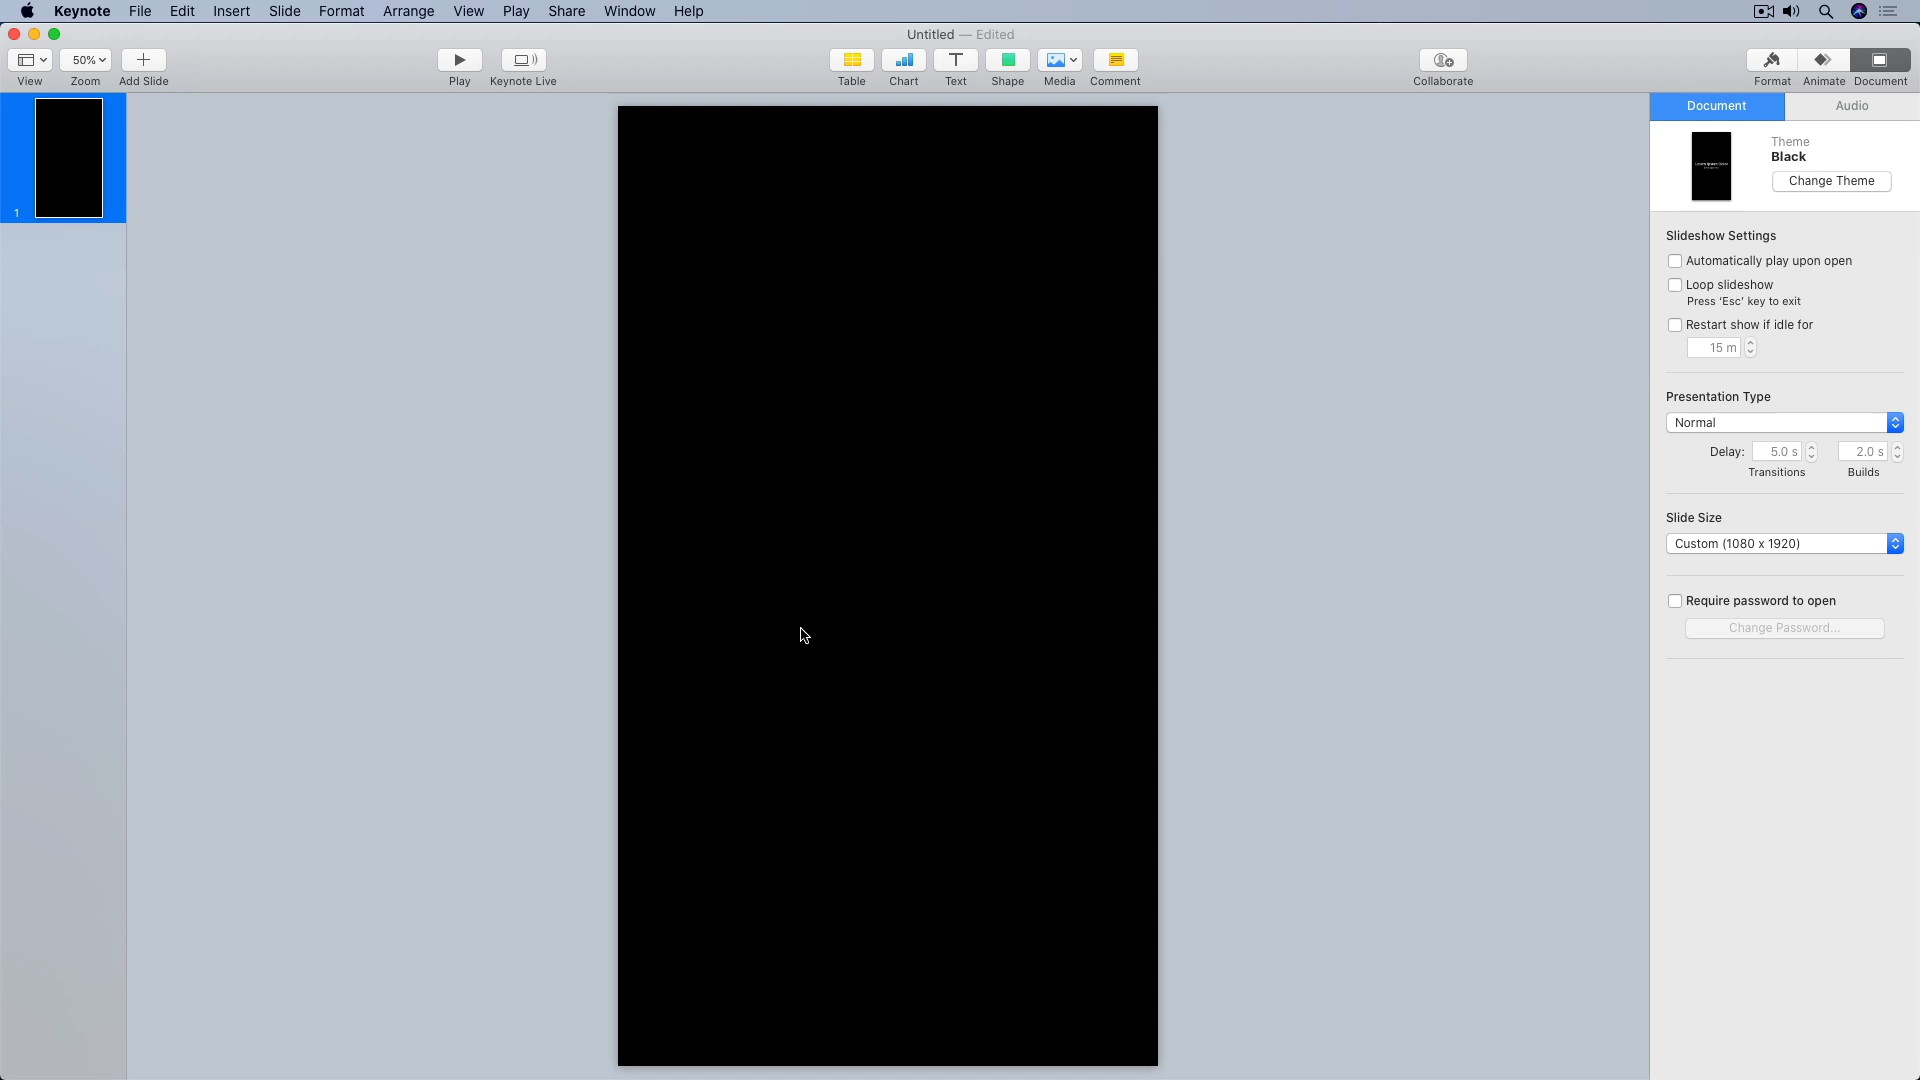 Keynote File Edit Insert Slide Format Arrange View Play Share Window Help
Untitled — Edited
50%
View Zoom Add Slide Play Keynote Live Table Chart Text Shape Media Comment Collaborate Format Animate Document
Document Audio
1
Theme
Black
Change Theme
Slideshow Settings
Automatically play upon open
Loop slideshow
Press ‘Esc’ key to exit
Restart show if idle for
15 m
Presentation Type
Normal
Delay: 5.0 s 2.0 s
Transitions Builds
Slide Size
Custom (1080 x 1920)
Require password to open
Change Password...